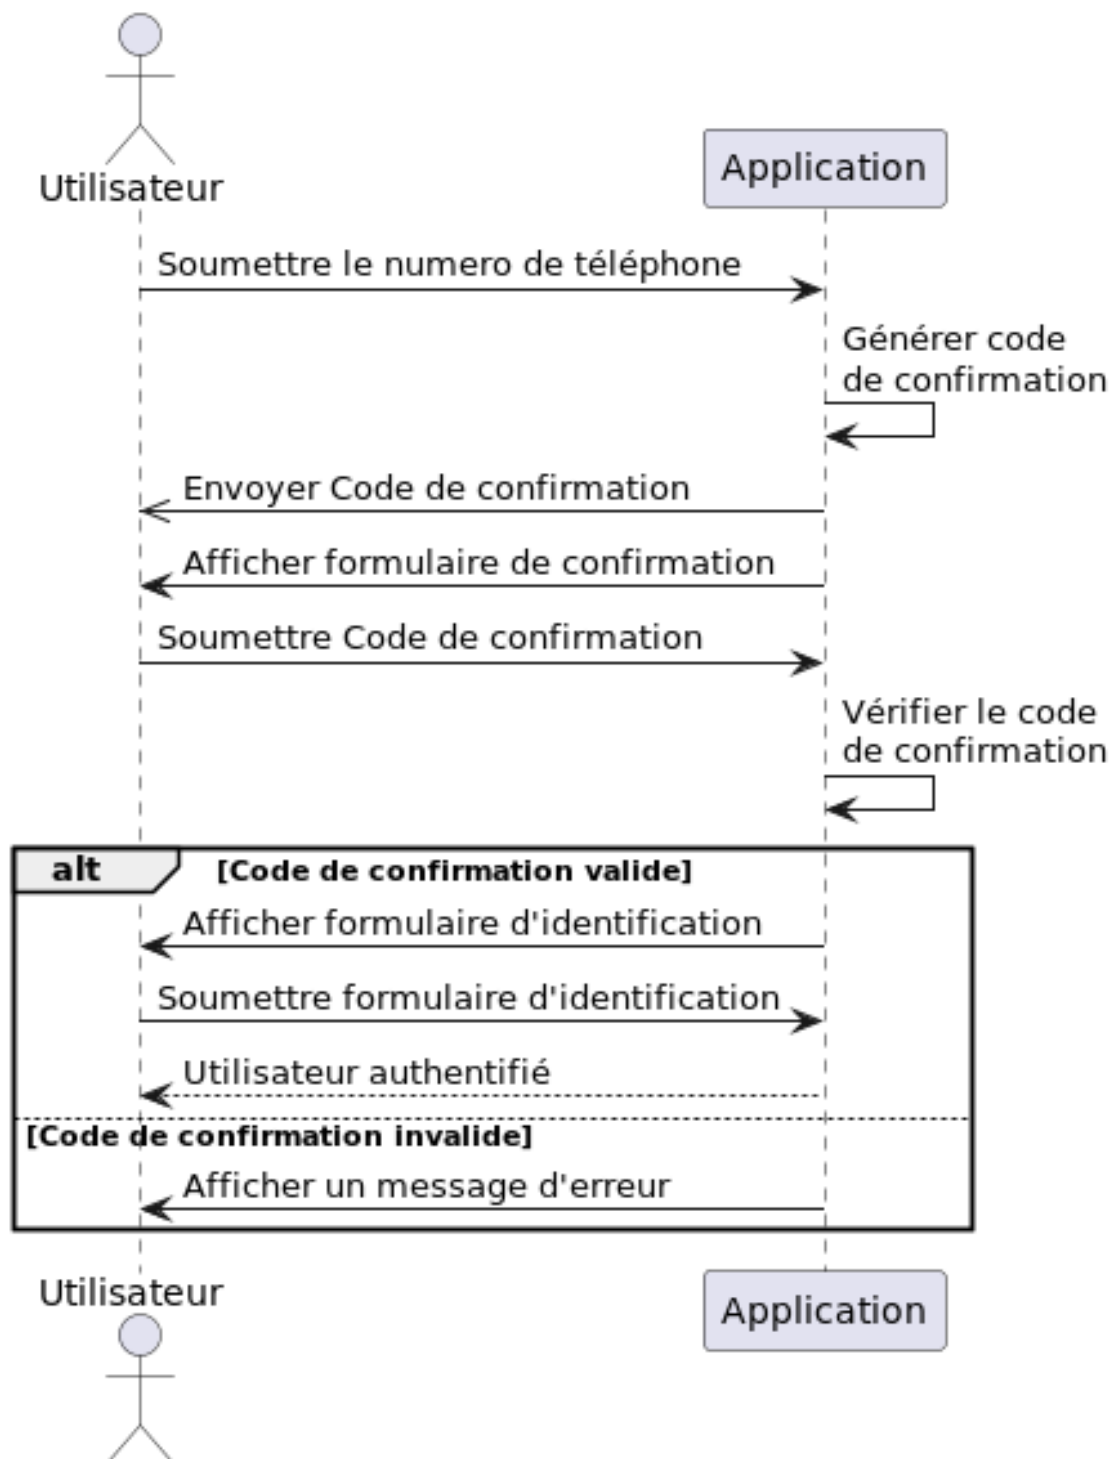 Utilisateur
Application
Soumettre le numero de téléphone
Générer code
de confirmation
Envoyer Code de confirmation
Afficher formulaire de confirmation
Soumettre Code de confirmation
Vérifier le code
de confirmation
alt [Code de confirmation valide]
Afficher formulaire d'identification
Soumettre formulaire d'identification
Utilisateur authentifié
[Code de confirmation invalide]
Afficher un message d'erreur
Utilisateur
Application